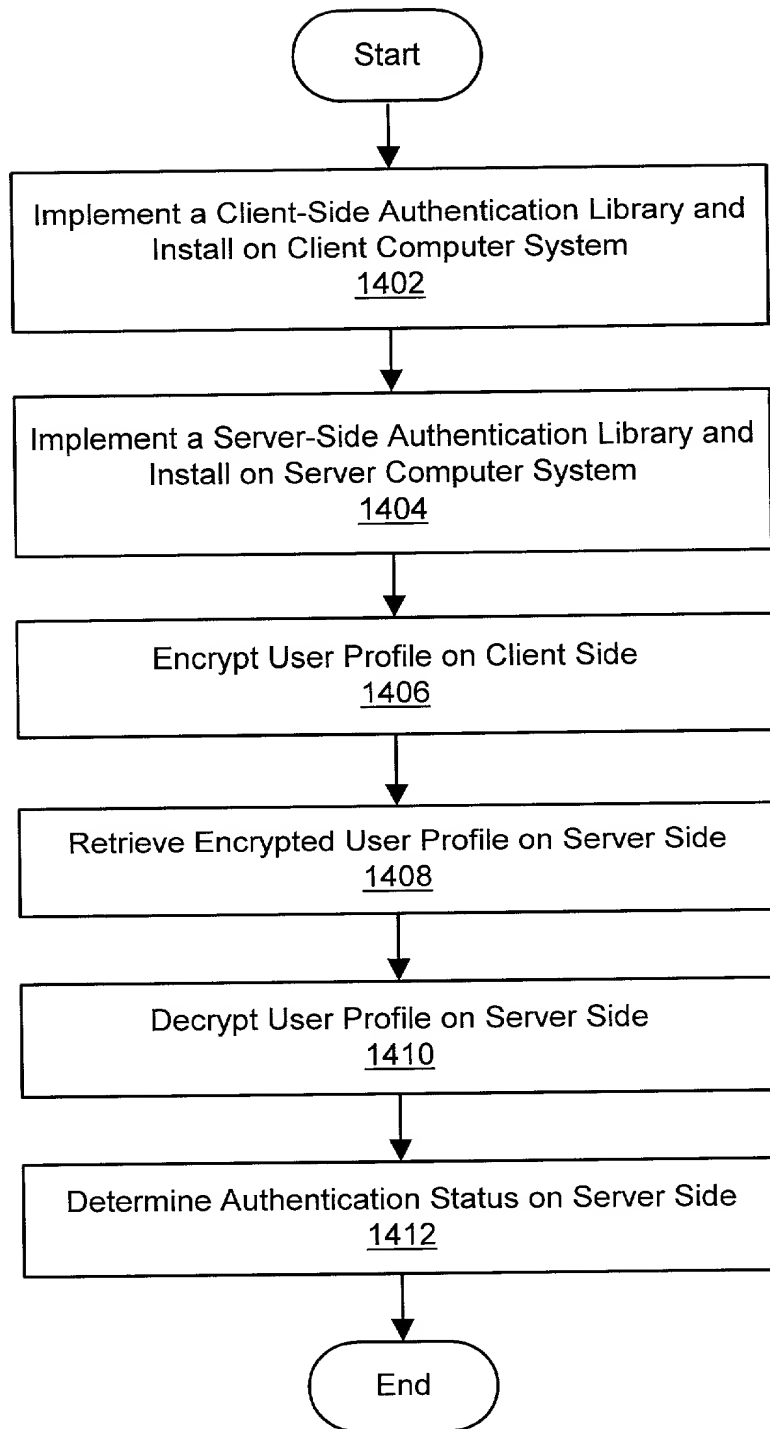 Start
Implement a Client-Side Authentication Library and
Install on Client Computer System
1402
Implement a Server-Side Authentication Library and
Install on Server Computer System
1404
Encrypt User Profile on Client Side
1406
Retrieve Encrypted User Profile on Server Side
1408
Decrypt User Profile on Server Side
1410
Determine Authentication Status on Server Side
1412
End